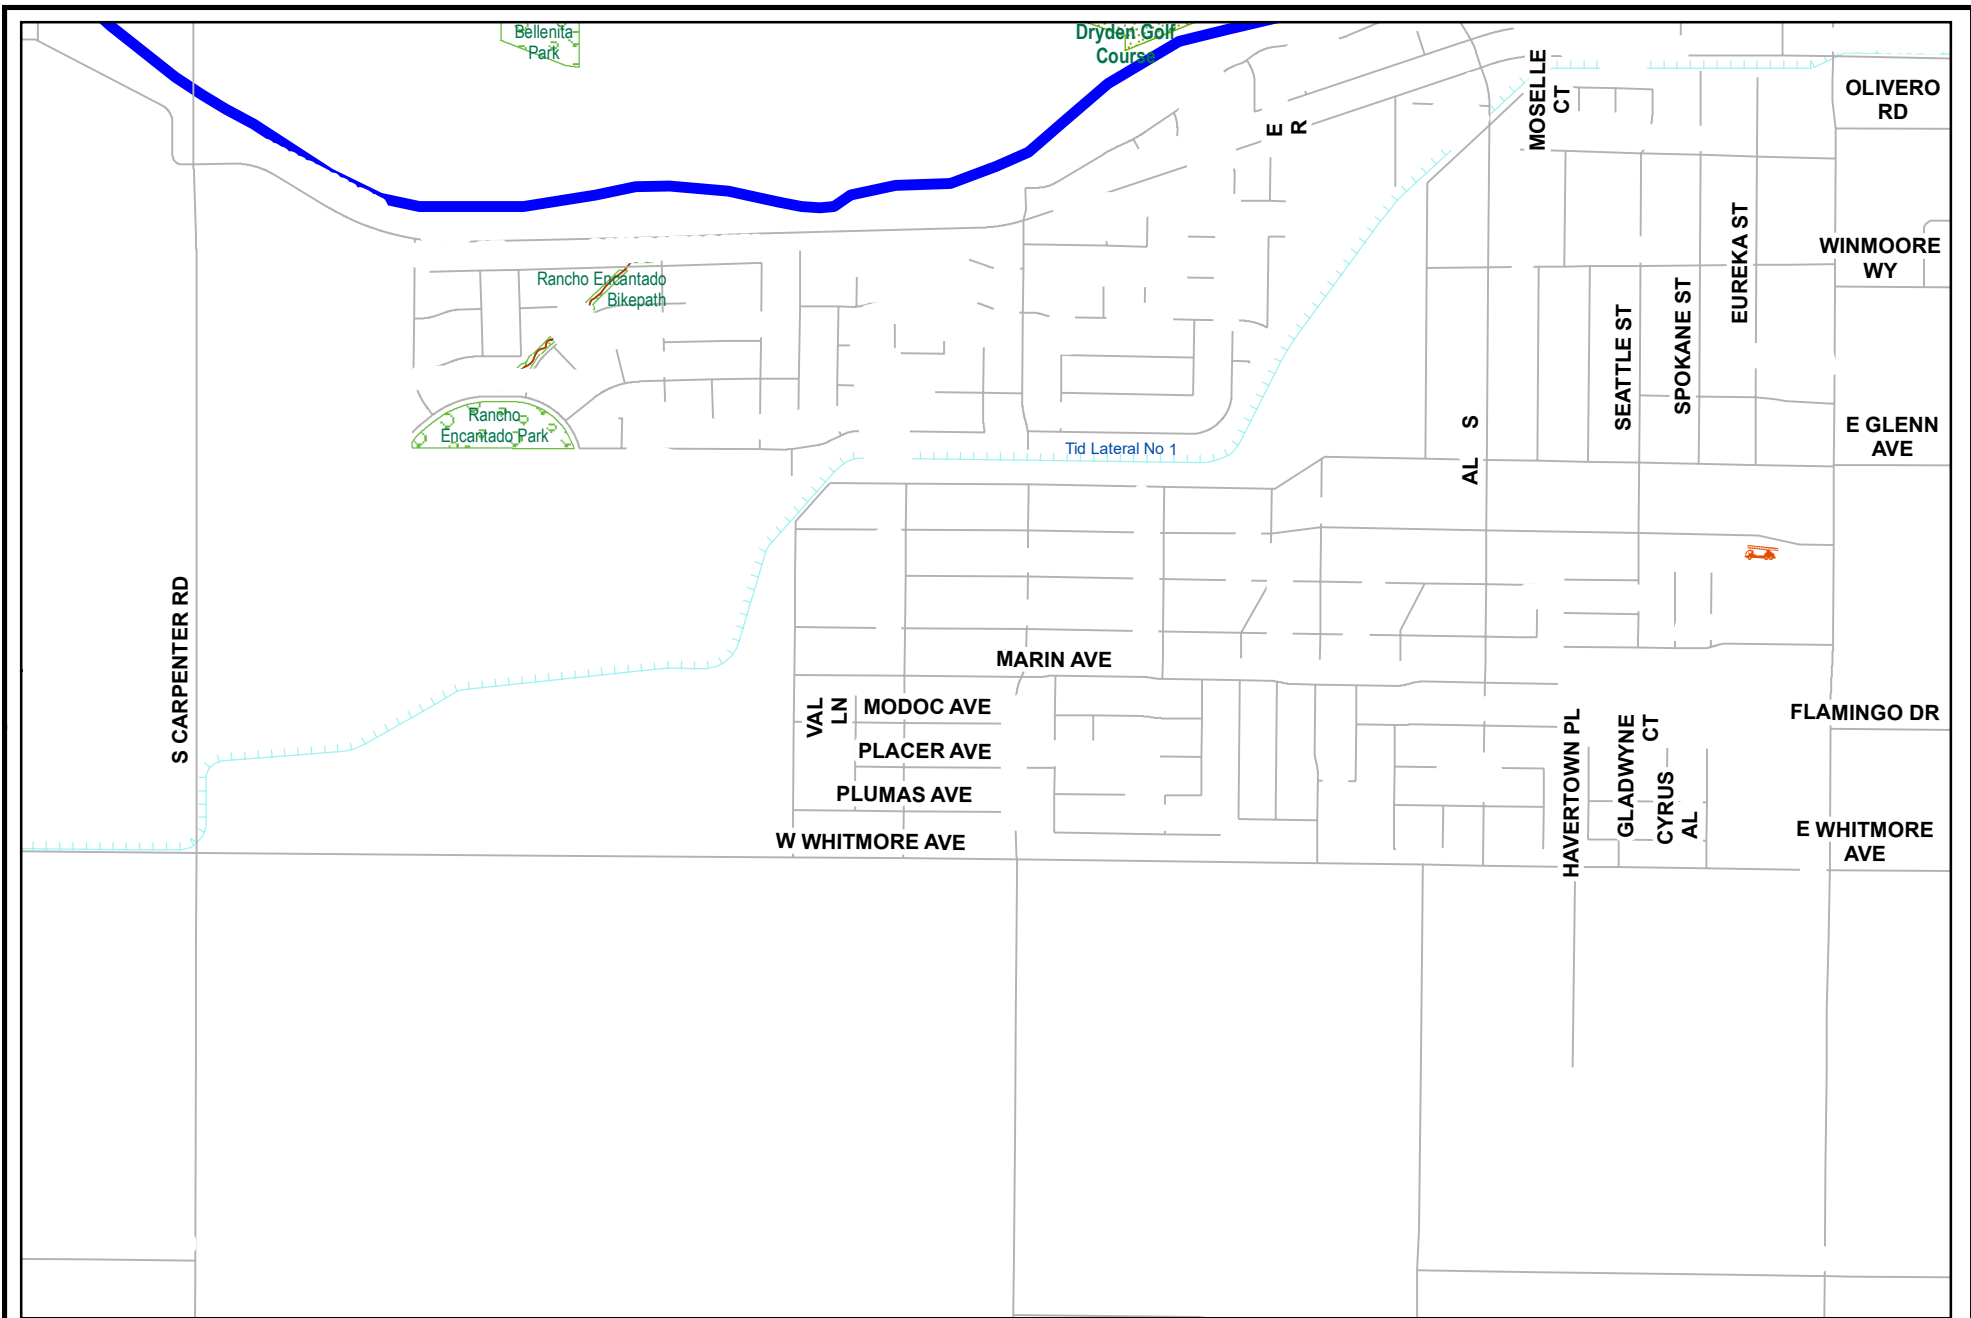 Bellenita
Park
Dryden Golf
Course
MOSELLE
CT
OLIVERO
RD
E
R
EUREKA ST
WINMOORE
WY
Rancho Encantado
Bikepath
SEATTLE ST
SPOKANE ST
Rancho
Encantado Park
S
AL
E GLENN
AVE
Tid Lateral No 1
S CARPENTER RD
MARIN AVE
VAL
LN
MODOC AVE
HAVERTOWN PL
GLADWYNE
CT
FLAMINGO DR
PLACER AVE
PLUMAS AVE
CYRUS
AL
W WHITMORE AVE
E WHITMORE
AVE